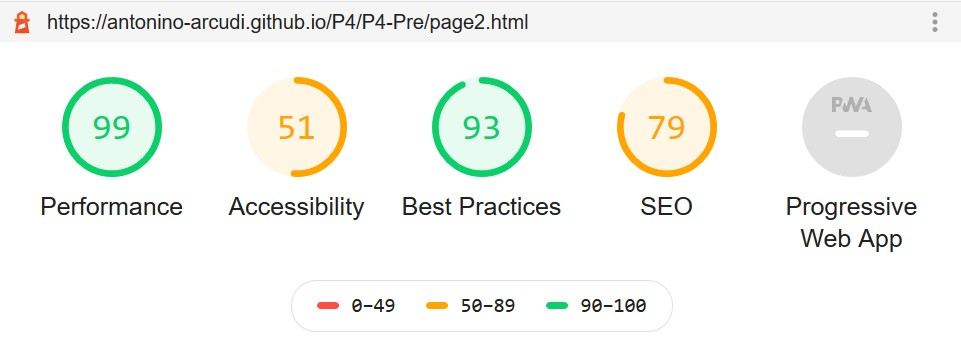 https://antonino-arcudi.github.io/P4/P4-Pre/page2.html
99 51 93 79 PWA
Performance Accessibility Best Practices SEO Progressive
Web App
0–49 50–89 90–100